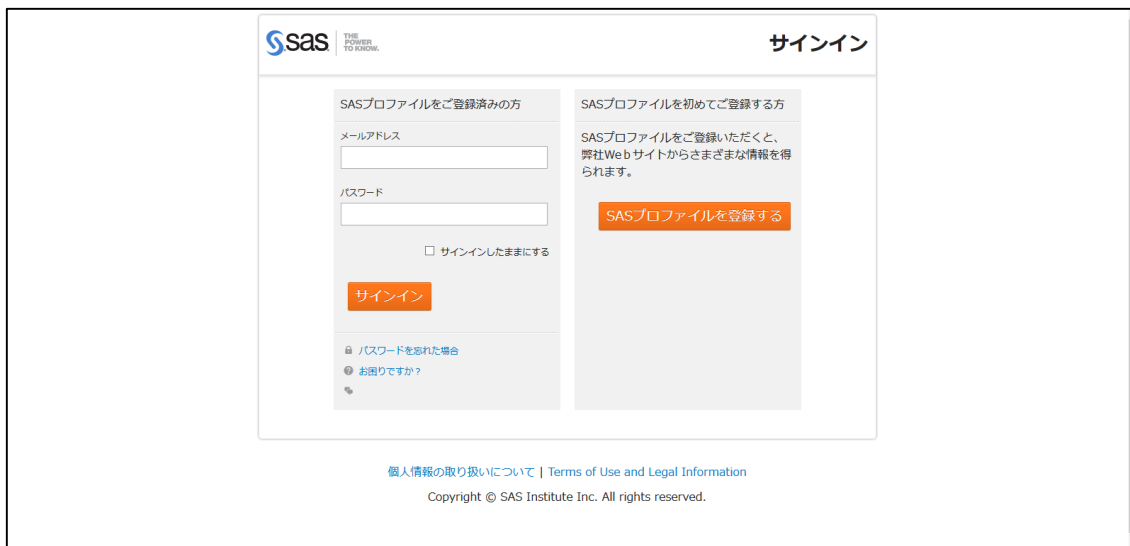 sas
THE
POWER
TO KNOW.
サインイン
SASプロファイルをご登録済みの方
メールアドレス
パスワード
サインインしたままにする
サインイン
パスワードを忘れた場合
お困りですか？
SASプロファイルを初めてご登録する方
SASプロファイルをご登録いただくと、
弊社Webサイトからさまざまな情報を得
られます。
SASプロファイルを登録する
個人情報の取り扱いについて | Terms of Use and Legal Information
Copyright © SAS Institute Inc. All rights reserved.